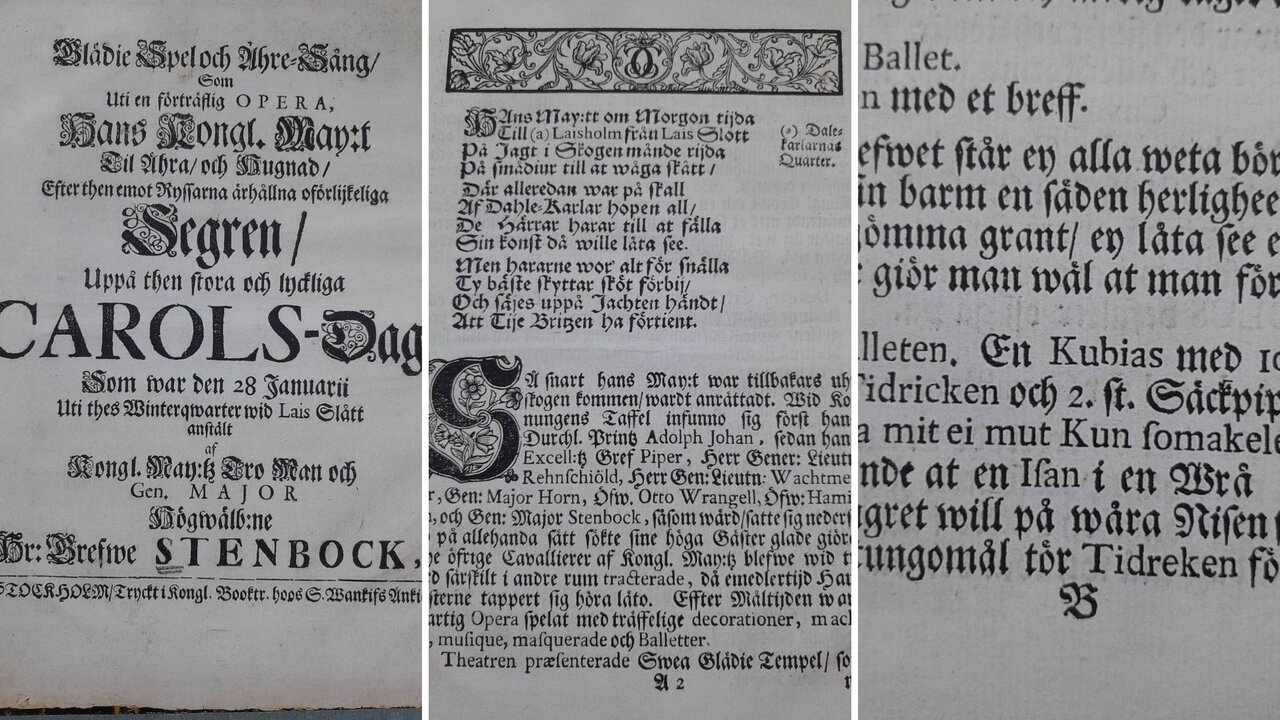 Glädie Spel och Ähre-Sång/
Som
Uti en förträflig OPERA,
Hans Kongl. May:t
Til Ähra/ och Hugnad/
Efter then emot Ryssarna ärhållna oförlijkeliga
Segren/
Uppå then stora och lyckliga
CAROLS-Dag
Som war den 28 Januarii
Uti thes Winterqwarter wid Lais Slått
anstält
af
Kongl. May:tz Tro Man och
Gen. MAJOR
Högwälb:ne
Hr: Grefwe STENBOCK,
STOCKHOLM/ Tryckt i Kongl. Booktr. hoos S. Wankifs
HAns May:tt om Morgon tijda
Till (a) Laisholm från Lais Slott
På Jagt i Skogen månde rijda
På smådiur till at wåga skått/
Där alleredan war på skall
Af Dahle-Karlar hopen all/
De Härrar harar till at fälla
Sin konst då wille låta see.
Men hararne wor' alt för snälla
Ty bäste skyttar sköt förbij/
Och säjes uppå Jachten händt/
Att Tije Britzen ha förtient.
(a) Dale-
karlarnas
Quarter.
SÅ snart hans May:t war tillbakars uh
skogen kommen/ wardt anrättadt. Wid Ko
nungens Taffel infunno sig först han
Durchl. Printz Adolph Johan, sedan han
Excell:tz Gref Piper, Herr Gener: Lieutn
Rehnschiöld, Herr Gen: Lieutn: Wachtme
r, Gen: Major Horn, Öfw. Otto Wrangell, Öfw: Hami
, och Gen: Major Stenbock, såsom wärd/ satte sig neders
på allehanda sätt sökte sine höga Gäster glade giör
e öfrige Cavallierer af Kongl. May:tz blefwe wid t
d särskilt i andre rum tracterade, då emedlertijd Har
sterne tappert sig höra låto. Effter Måltijden wa
artig Opera spelat med träffelige decorationer, mac
, musique, masquerade och Balletter.
Theatren præsenterade Swea Glädie Tempel/ so
A 2
Ballet.
n med et breff.
efwet står ey alla weta bör
in barm en såden herlighee
ömma grant/ ey låta see e
giör man wäl at man för
lleten. En Kubias med 10
Tidricken och 2. st. Säckpip
a mit ei mut Kun somakele
nde at en Isan i en Wrå
gret will på wåra Nisen
tungomål tör Tidreken fö
B